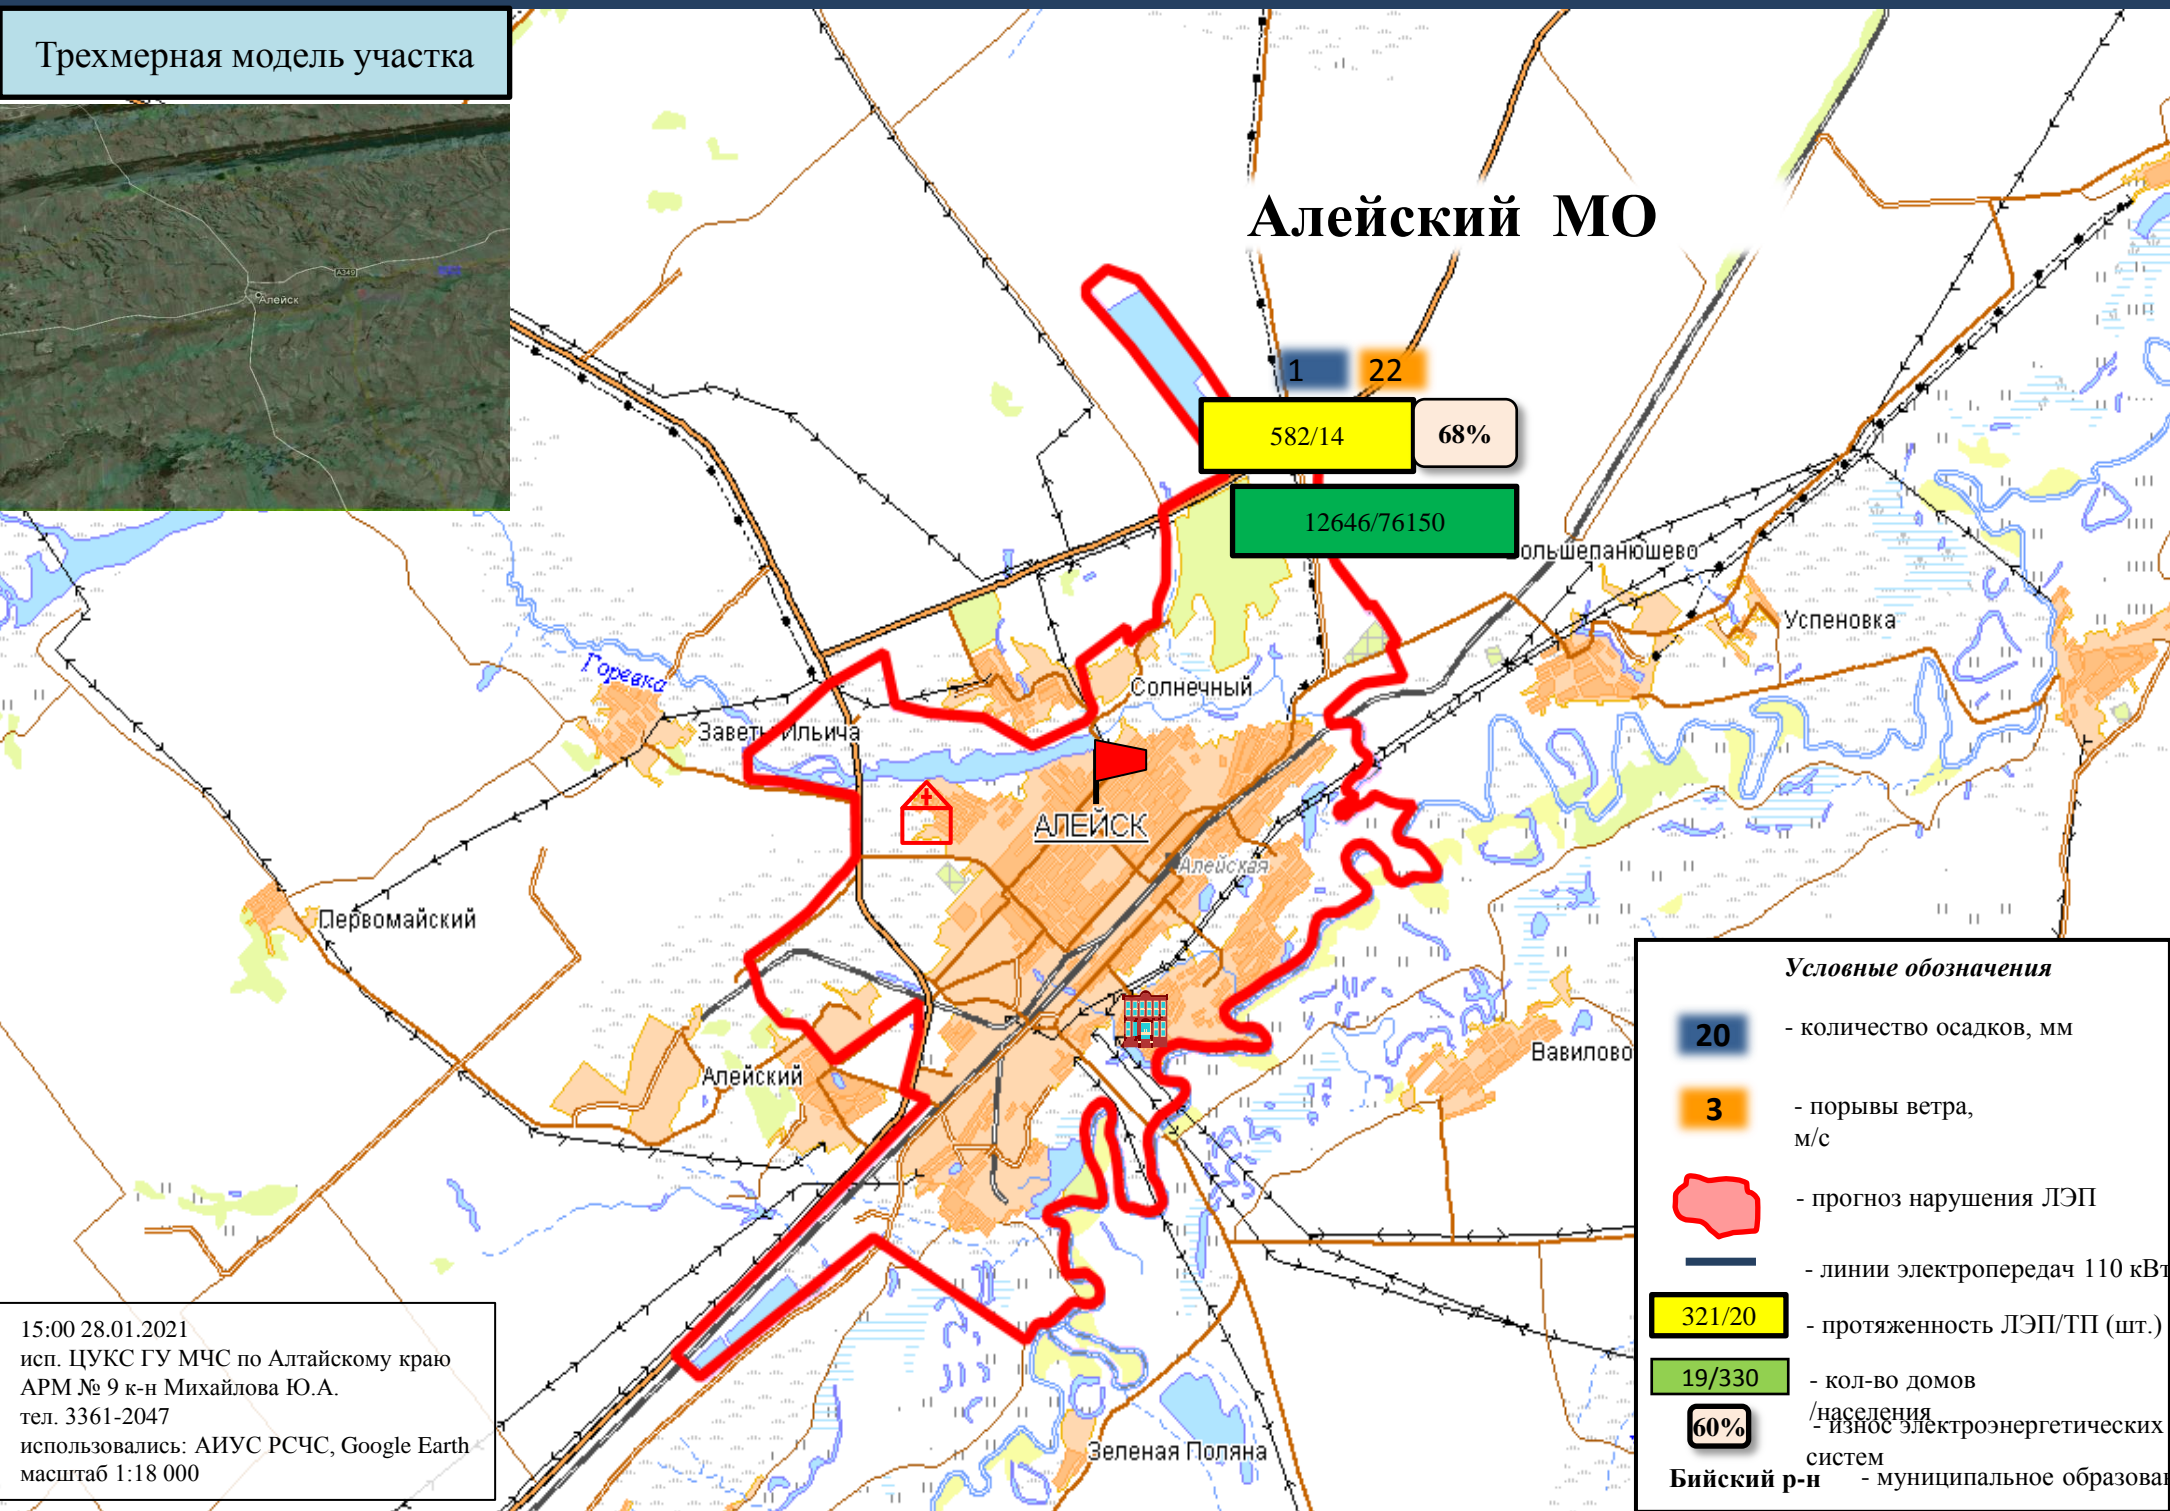 Трехмерная модель участка
А349
Алейск
Алейский МО
1
22
582/14
68%
12646/76150
ольшепанюшево
Успеновка
Горевка
Солнечный
Заветы Ильича
АЛЕЙСК
Алейская
Первомайский
Алейский
Вавилово
Зеленая Поляна
15:00 28.01.2021
исп. ЦУКС ГУ МЧС по Алтайскому краю
АРМ № 9 к-н Михайлова Ю.А.
тел. 3361-2047
использовались: АИУС РСЧС, Google Earth
масштаб 1:18 000
Условные обозначения
20 - количество осадков, мм
3 - порывы ветра,
м/с
- прогноз нарушения ЛЭП
- линии электропередач 110 кВт
321/20 - протяженность ЛЭП/ТП (шт.)
19/330 - кол-во домов
/населения
60% - износ электроэнергетических
систем
Бийский р-н - муниципальное образова